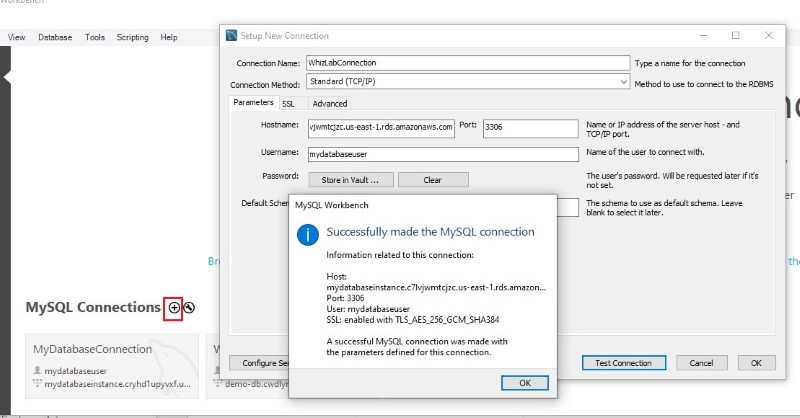 Workbench
View Database Tools Scripting Help
Setup New Connection
Connection Name: WhizLabConnection Type a name for the connection
Connection Method: Standard (TCP/IP) Method to use to connect to the RDBMS
Parameters SSL Advanced
Hostname: vjwmtcjzc.us-east-1.rds.amazonaws.com Port: 3306 Name or IP address of the server host - and
TCP/IP port.
Username: mydatabaseuser Name of the user to connect with.
Password: Store in Vault ... Clear The user's password. Will be requested later if it's
not set.
Default Schem The schema to use as default schema. Leave
blank to select it later.
MySQL Workbench
Successfully made the MySQL connection
Information related to this connection:
Host:
mydatabaseinstance.c7lvjwmtcjzc.us-east-1.rds.amazon...
Port: 3306
User: mydatabaseuser
SSL: enabled with TLS_AES_256_GCM_SHA384
A successful MySQL connection was made with
the parameters defined for this connection.
OK
Configure Se Test Connection Cancel OK
Br
MySQL Connections
MyDatabaseConnection
mydatabaseuser
mydatabaseinstance.cryhd1upyvxf.u...
demo-db.cwdlyr